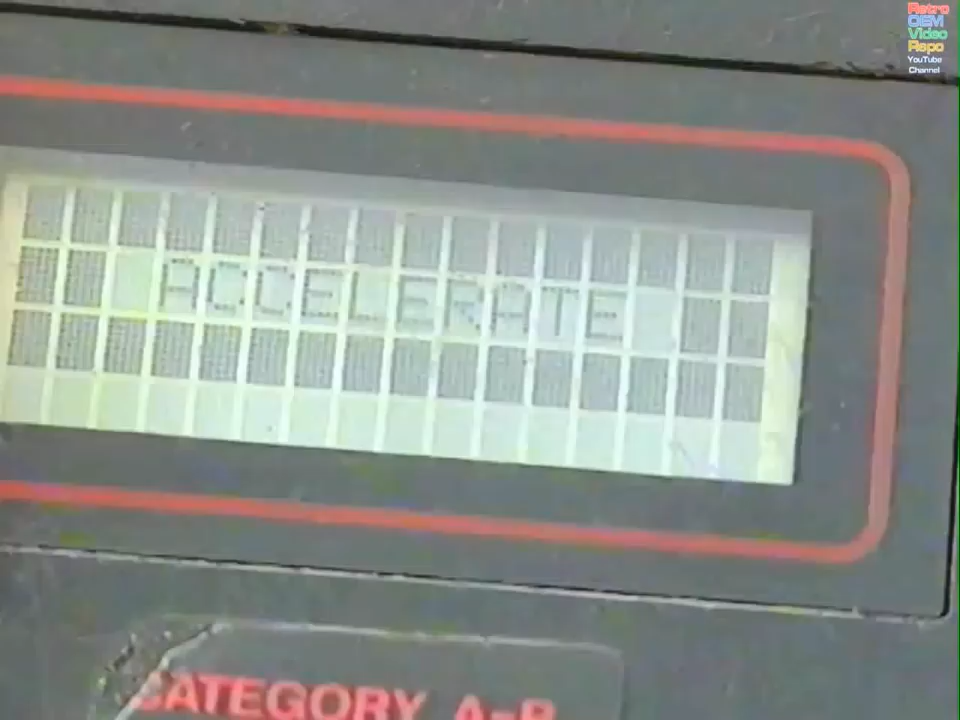 Retro
OEM
Video
Repo
YouTube
Channel
ACCELERATE
CATEGORY A-B